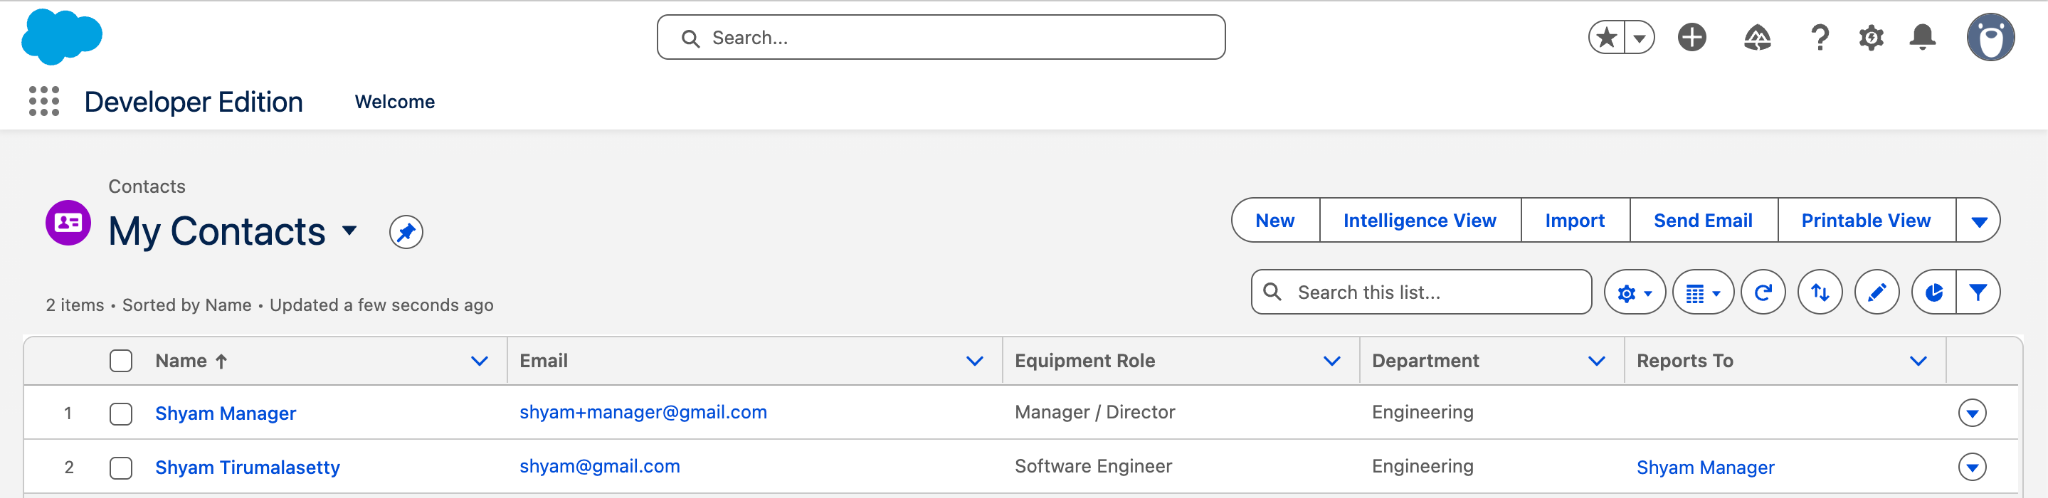 Search...
Developer Edition Welcome
Contacts
My Contacts
New Intelligence View Import Send Email Printable View
2 items • Sorted by Name • Updated a few seconds ago
Search this list...
Name Email Equipment Role Department Reports To
1 Shyam Manager shyam+manager@gmail.com Manager / Director Engineering
2 Shyam Tirumalasetty shyam@gmail.com Software Engineer Engineering Shyam Manager